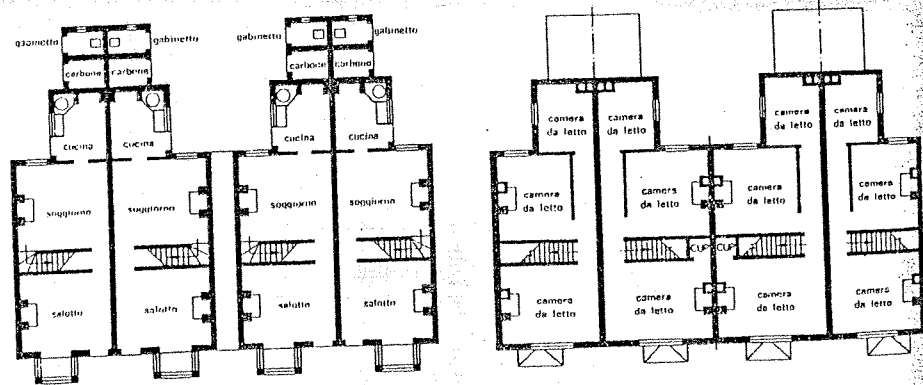 gabinetto gabinetto gabinetto gabinetto
carbone carbone carbone carbone
cucina cucina cucina cucina
soggiorno soggiorno soggiorno soggiorno
salotto salotto salotto salotto
camera da letto camera da letto camera da letto camera da letto
camera da letto camera da letto camera da letto camera da letto
CUP CUP
camera da letto camera da letto camera da letto camera da letto